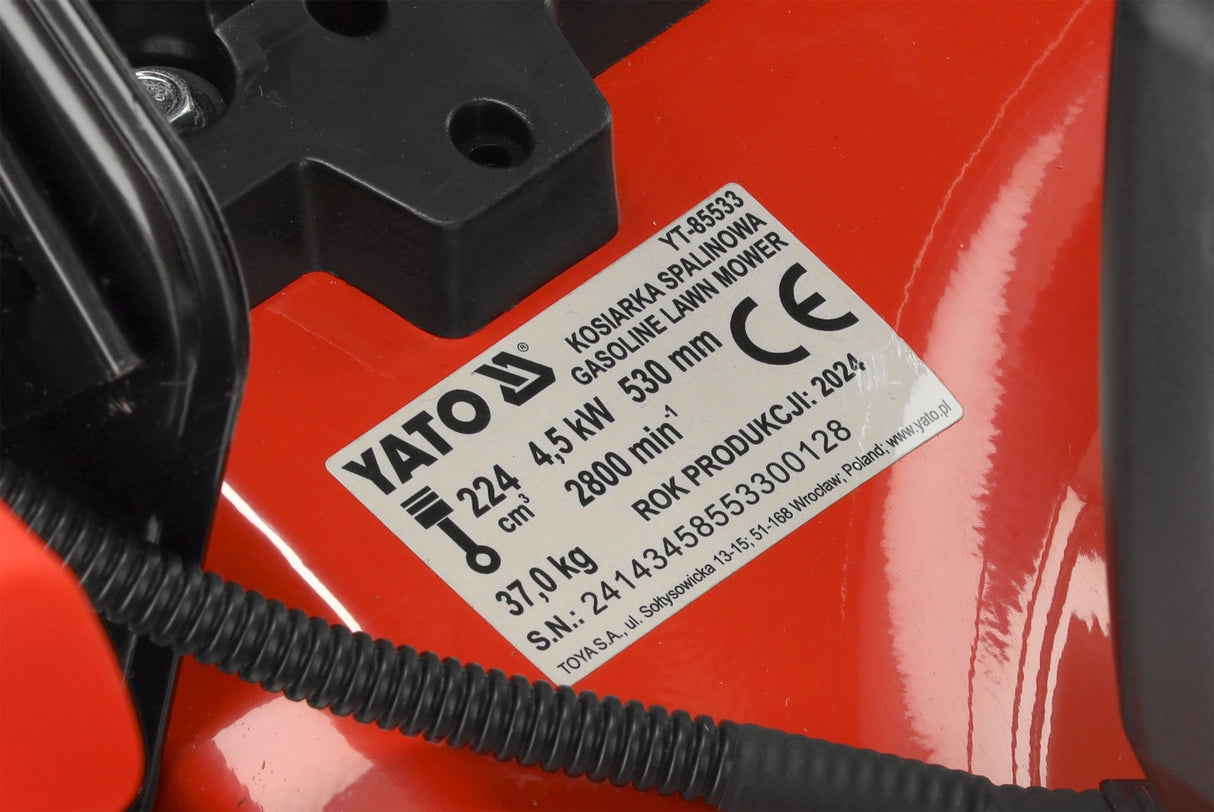 YATO ® YT-85533
KOSIARKA SPALINOWA
GASOLINE LAWN MOWER
224 cm³ 4,5 kW 530 mm CE
2800 min⁻¹
37,0 kg ROK PRODUKCJI: 2024
S.N.: 24143458553300128
TOYA S.A., ul. Sołtysowicka 13-15; 51-168 Wrocław; Poland; www.yato.pl